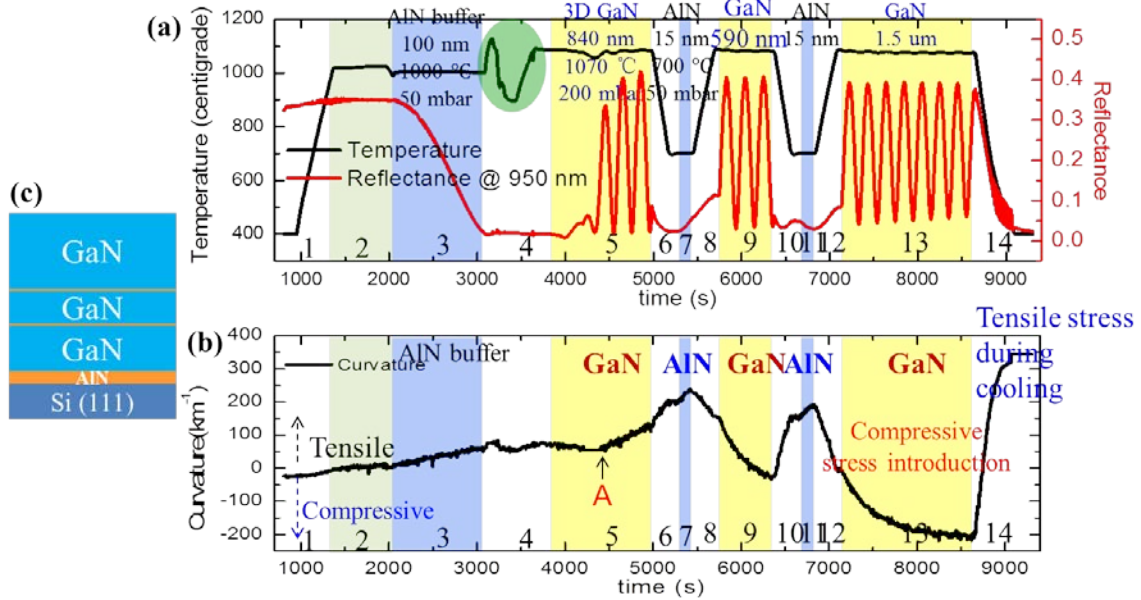 (a)
AlN buffer
100 nm
1000 ℃
50 mbar
3D GaN
840 nm
1070 ℃
200 mbar
AlN
15 nm
700 ℃
50 mbar
GaN
590 nm
AlN
15 nm
GaN
1.5 um
Temperature (centigrade)
1200
1000
800
600
400
Temperature
Reflectance @ 950 nm
0.5
0.4
0.3
0.2
0.1
0.0
Reflectance
1 2 3 4 5 6 7 8 9 10 11 12 13 14
1000 2000 3000 4000 5000 6000 7000 8000 9000
time (s)
(c)
GaN
GaN
GaN
AlN
Si (111)
(b)
Curvature(km⁻¹)
400
300
200
100
0
-100
-200
Curvature
AlN buffer
GaN
AlN
GaN
AlN
GaN
Tensile stress
during
cooling
Tensile
Compressive
A
Compressive
stress introduction
1 2 3 4 5 6 7 8 9 10 11 12 13 14
1000 2000 3000 4000 5000 6000 7000 8000 9000
time (s)